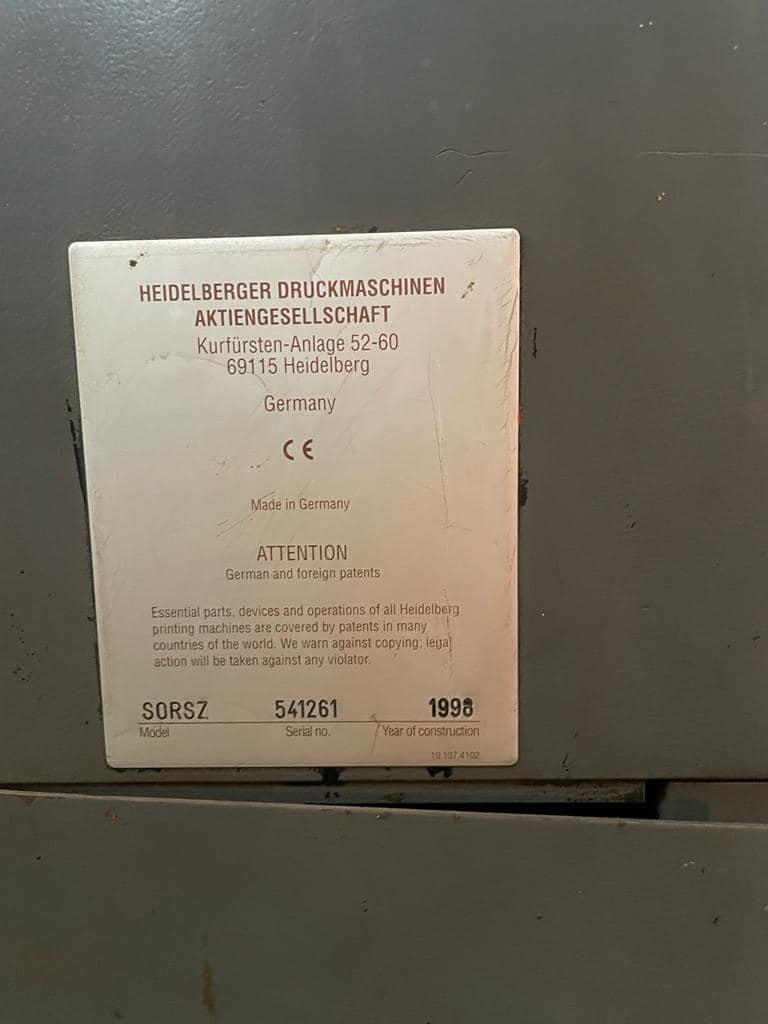 HEIDELBERGER DRUCKMASCHINEN
AKTIENGESELLSCHAFT
Kurfürsten-Anlage 52-60
69115 Heidelberg
Germany
CE
Made in Germany
ATTENTION
German and foreign patents
Essential parts, devices and operations of all Heidelberg
printing machines are covered by patents in many
countries of the world. We warn against copying; legal
action will be taken against any violator.
SORSZ 541261 1998
Model Serial no. Year of construction
10.107.4102